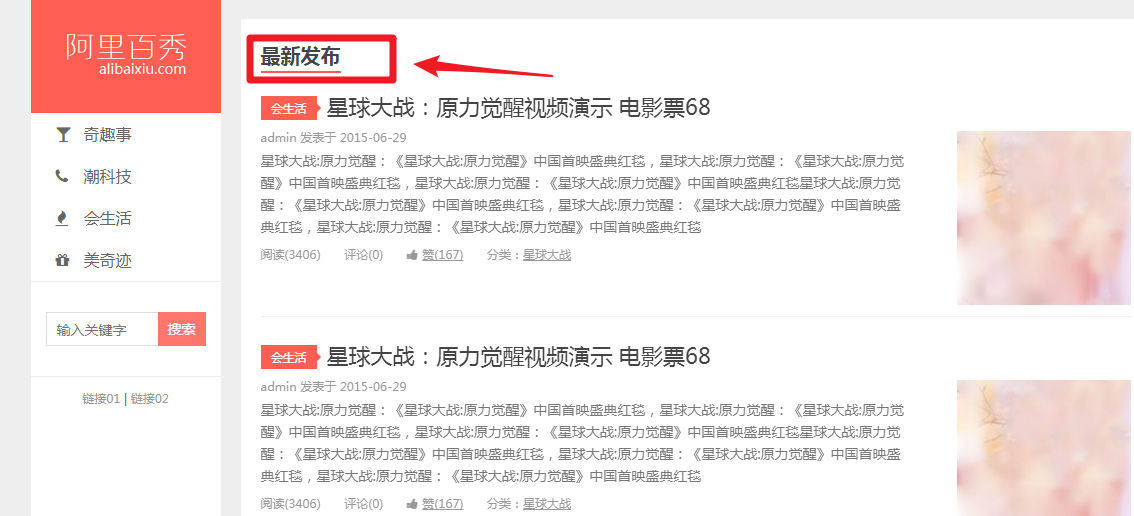 阿里百秀
alibaixiu.com
奇趣事
潮科技
会生活
美奇迹
输入关键字 搜索
链接01 | 链接02
最新发布
会生活 星球大战：原力觉醒视频演示 电影票68
admin 发表于 2015-06-29
星球大战:原力觉醒：《星球大战:原力觉醒》中国首映盛典红毯，星球大战:原力觉醒：《星球大战:原力觉
醒》中国首映盛典红毯，星球大战:原力觉醒：《星球大战:原力觉醒》中国首映盛典红毯星球大战:原力觉
醒：《星球大战:原力觉醒》中国首映盛典红毯，星球大战:原力觉醒：《星球大战:原力觉醒》中国首映盛
典红毯，星球大战:原力觉醒：《星球大战:原力觉醒》中国首映盛典红毯
阅读(3406) 评论(0) 赞(167) 分类：星球大战
会生活 星球大战：原力觉醒视频演示 电影票68
admin 发表于 2015-06-29
星球大战:原力觉醒：《星球大战:原力觉醒》中国首映盛典红毯，星球大战:原力觉醒：《星球大战:原力觉
醒》中国首映盛典红毯，星球大战:原力觉醒：《星球大战:原力觉醒》中国首映盛典红毯星球大战:原力觉
醒：《星球大战:原力觉醒》中国首映盛典红毯，星球大战:原力觉醒：《星球大战:原力觉醒》中国首映盛
典红毯，星球大战:原力觉醒：《星球大战:原力觉醒》中国首映盛典红毯
阅读(3406) 评论(0) 赞(167) 分类：星球大战